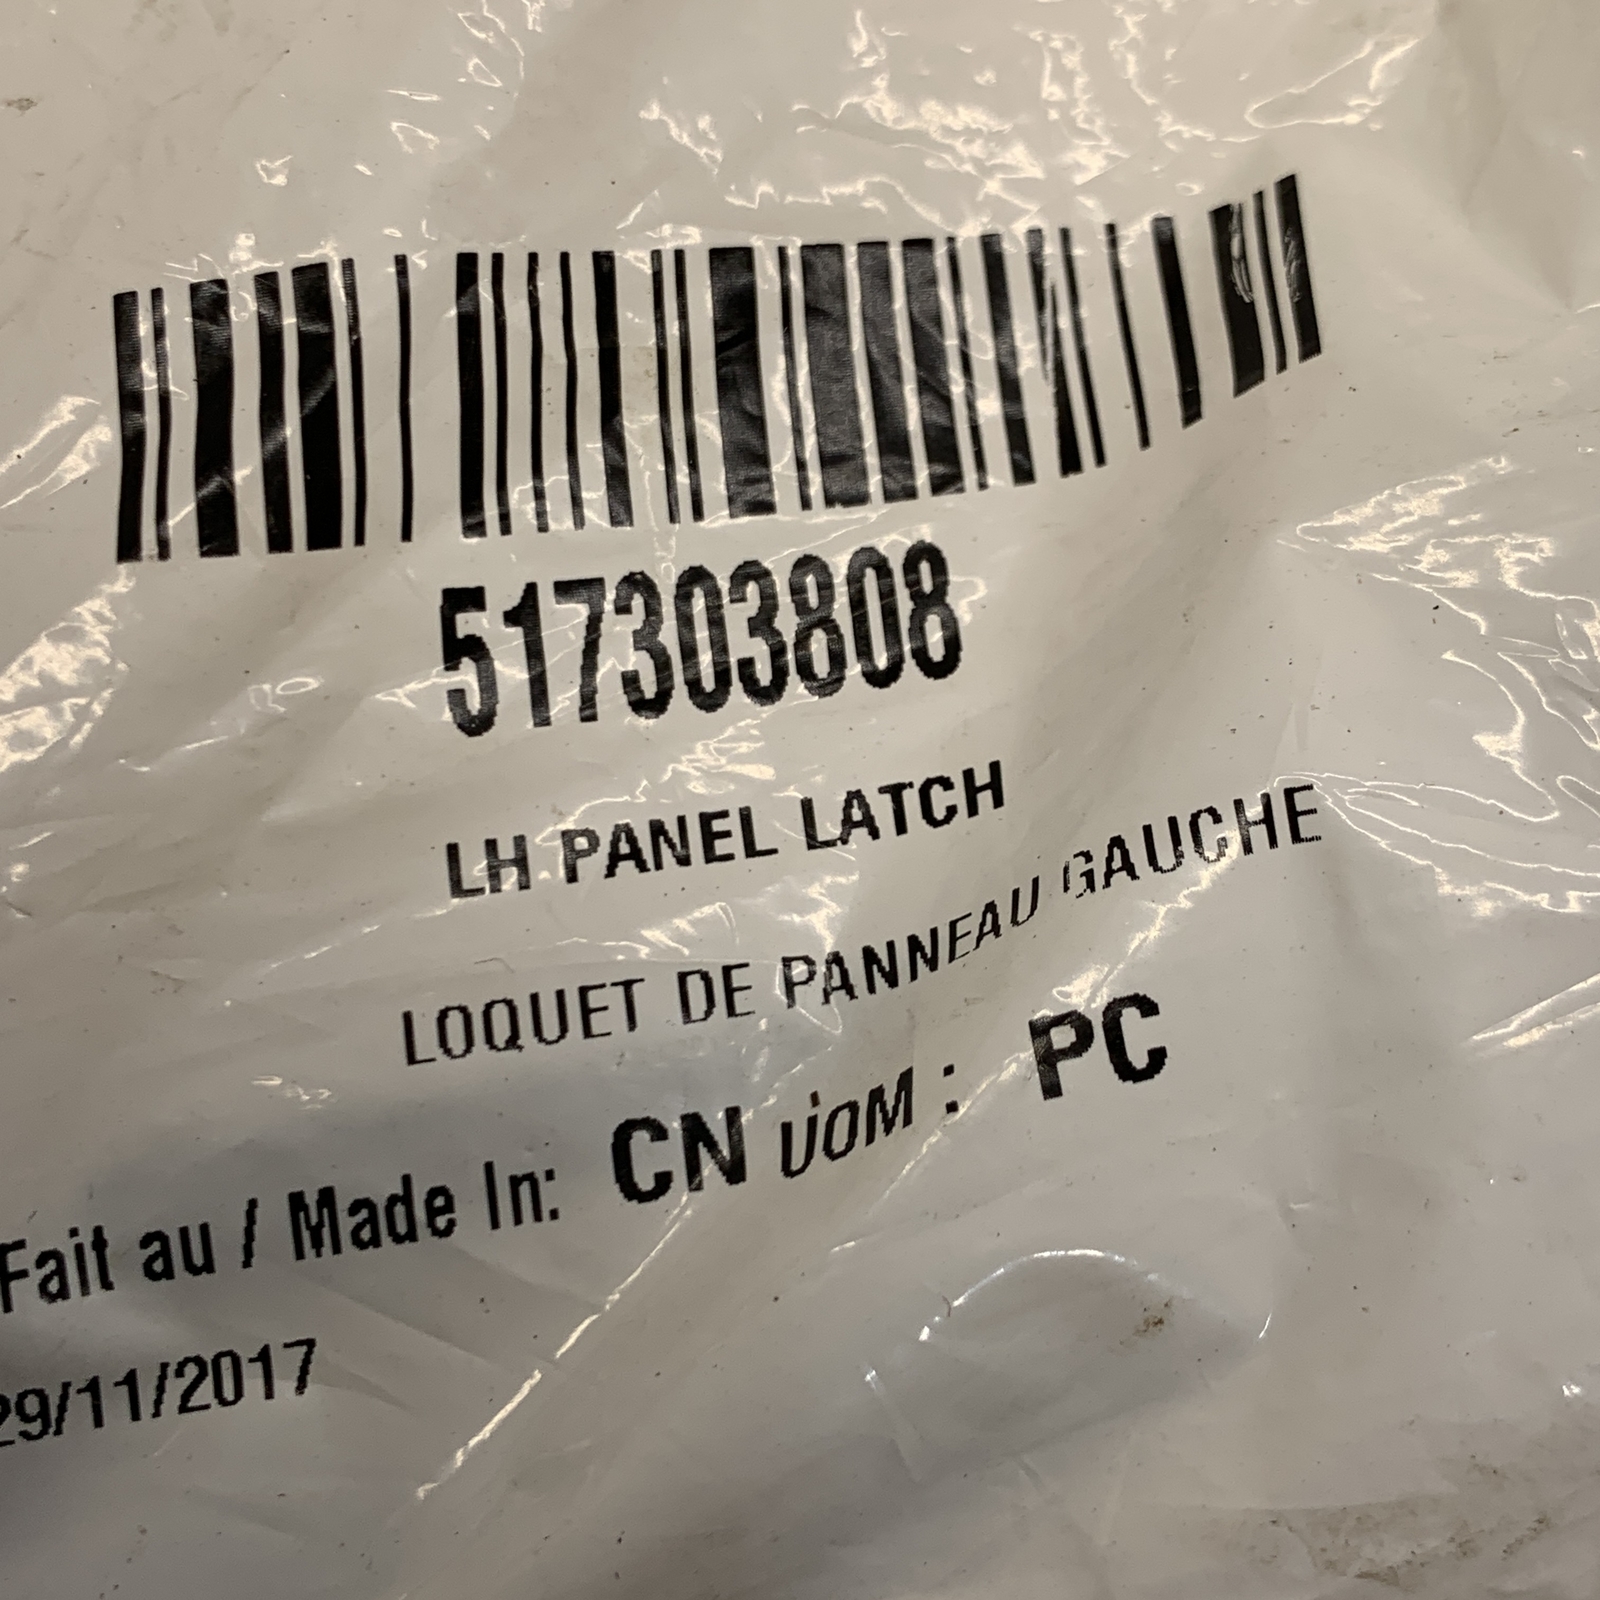 517303808
LH PANEL LATCH
LOQUET DE PANNEAU GAUCHE
Fait au / Made In: CN UOM : PC
29/11/2017